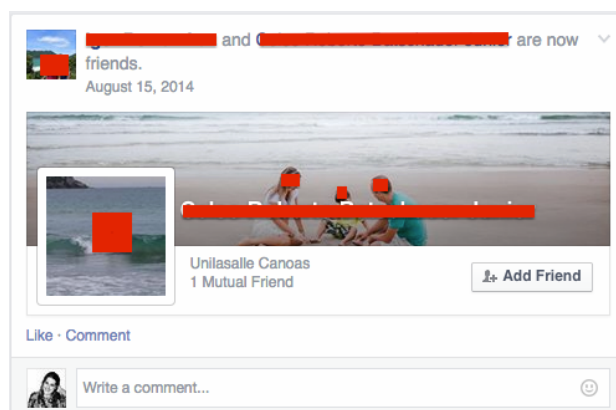 and are now
friends.
August 15, 2014
Unilasalle Canoas
1 Mutual Friend
Add Friend
Like · Comment
Write a comment...